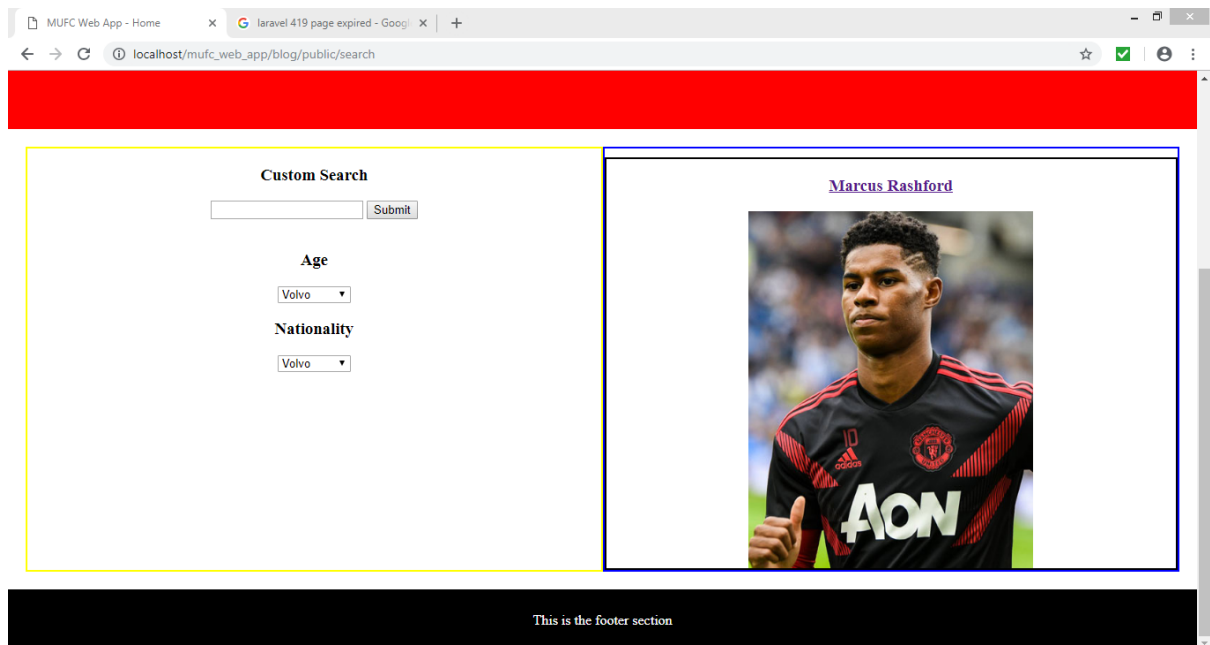 MUFC Web App - Home
laravel 419 page expired - Googl
localhost/mufc_web_app/blog/public/search
Custom Search
Submit
Age
Volvo
Nationality
Volvo
Marcus Rashford
10
adidas
AON
This is the footer section